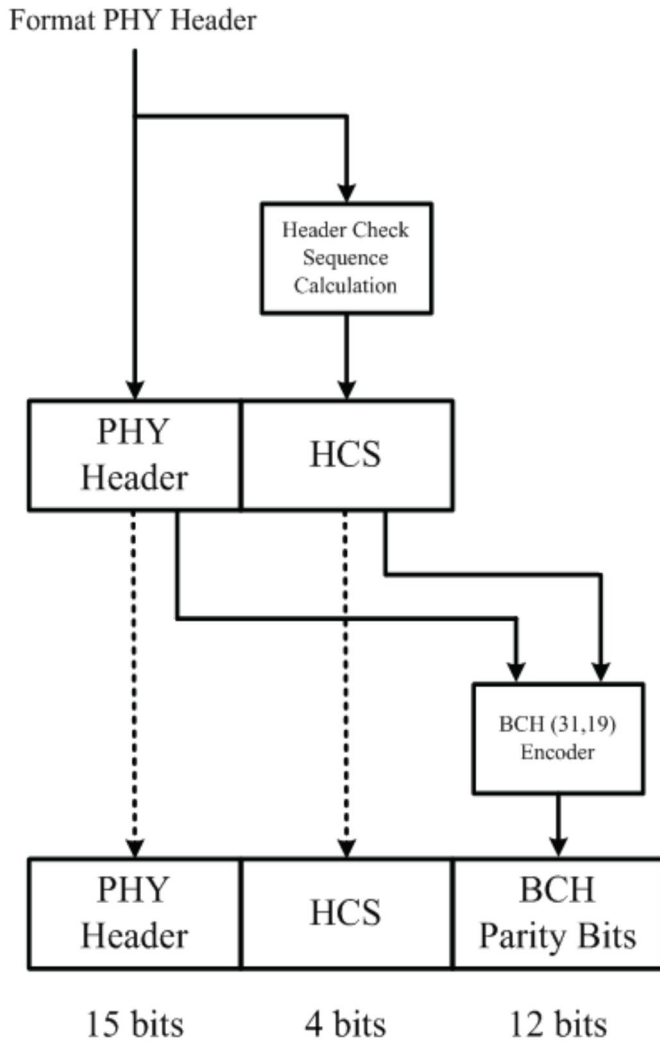 Format PHY Header
Header Check
Sequence
Calculation
PHY
Header
HCS
BCH (31,19)
Encoder
PHY
Header
HCS
BCH
Parity Bits
15 bits
4 bits
12 bits